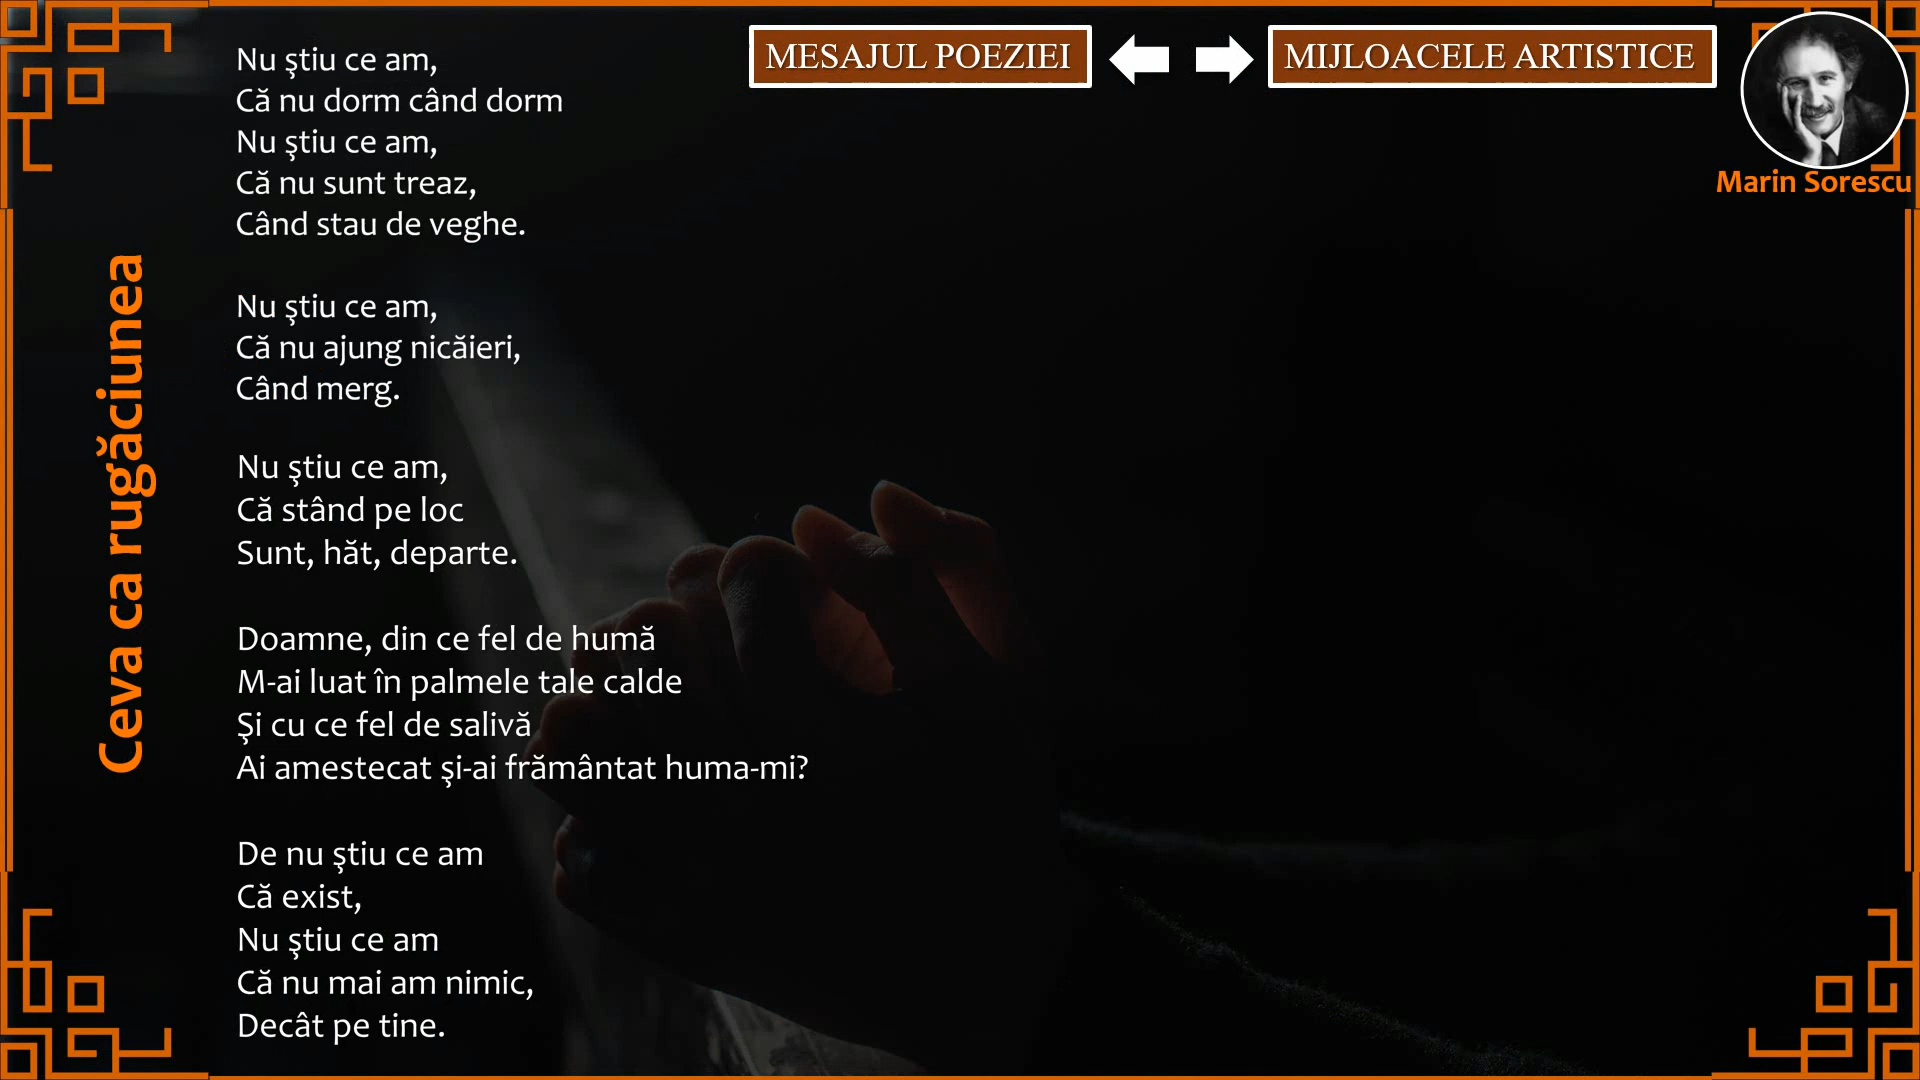 Ceva ca rugăciunea
Nu ştiu ce am,
Că nu dorm când dorm
Nu ştiu ce am,
Că nu sunt treaz,
Când stau de veghe.
Nu ştiu ce am,
Că nu ajung nicăieri,
Când merg.
Nu ştiu ce am,
Că stând pe loc
Sunt, hăt, departe.
Doamne, din ce fel de humă
M-ai luat în palmele tale calde
Şi cu ce fel de salivă
Ai amestecat şi-ai frământat huma-mi?
De nu ştiu ce am
Că exist,
Nu ştiu ce am
Că nu mai am nimic,
Decât pe tine.
MESAJUL POEZIEI
MIJLOACELE ARTISTICE
Marin Sorescu